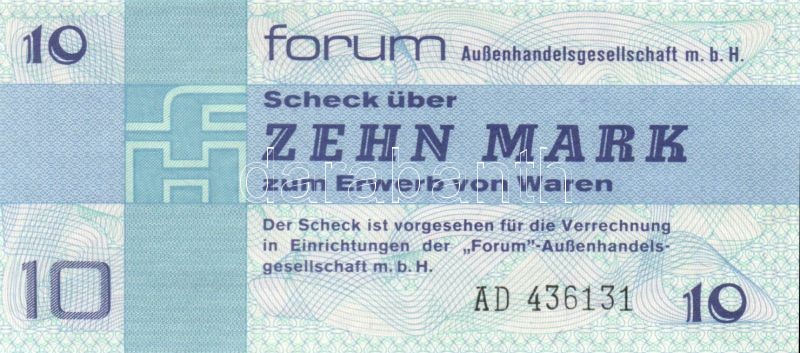 10
forum Außenhandelsgesellschaft m. b. H.
Scheck über
ZEHN MARK
darabanth
zum Erwerb von Waren
Der Scheck ist vorgesehen für die Verrechnung
in Einrichtungen der „Forum"-Außenhandels-
gesellschaft m. b. H.
10
AD 436131
10